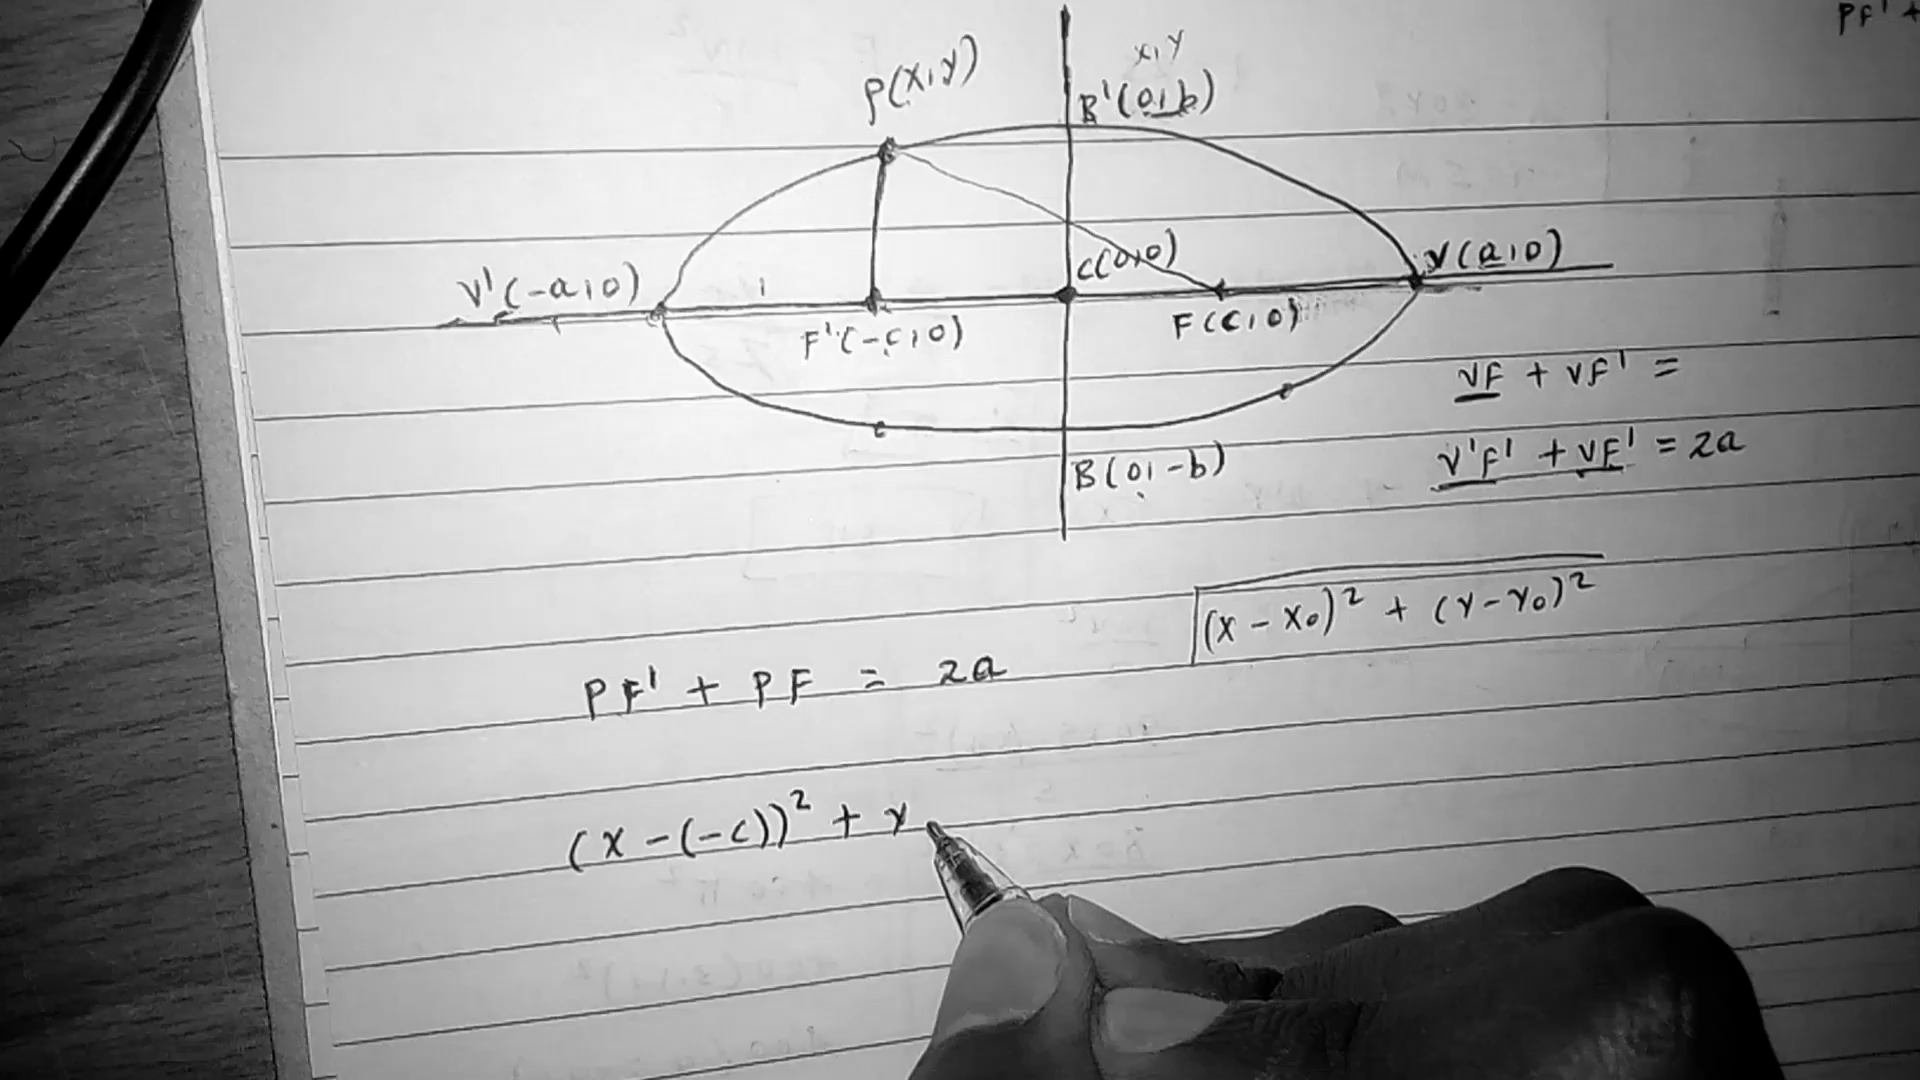 PF' +
x,y
P(x,y)
B'(0,b)
C(0,0)
V(a,0)
V'(-a,0)
F'(-c,0)
F(c,0)
VF + VF' =
V'F' + VF' = 2a
B(0,-b)
√(x - x₀)² + (y - y₀)²
PF' + PF = 2a
(x - (-c))² + y